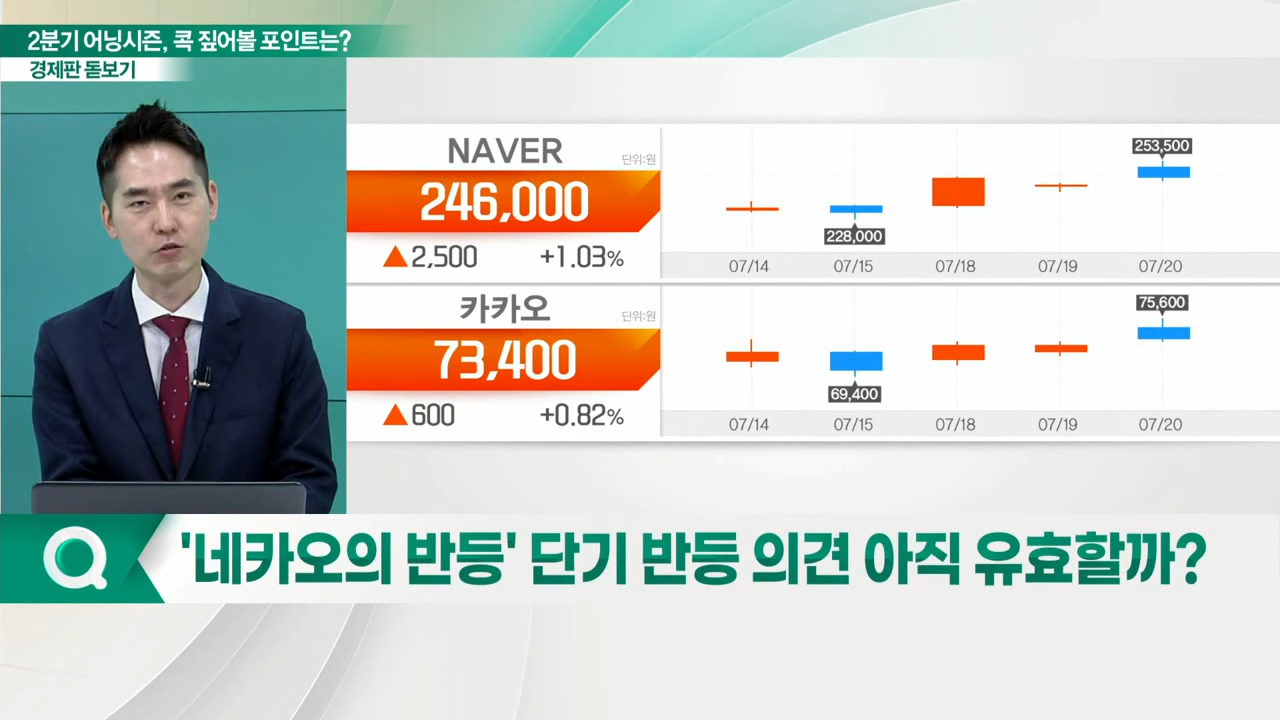 2분기 어닝시즌, 콕 짚어볼 포인트는?
경제판 돋보기
NAVER
단위:원
246,000
▲2,500 +1.03%
253,500
228,000
07/14 07/15 07/18 07/19 07/20
카카오
단위:원
73,400
▲600 +0.82%
75,600
69,400
07/14 07/15 07/18 07/19 07/20
Q '네카오의 반등' 단기 반등 의견 아직 유효할까?